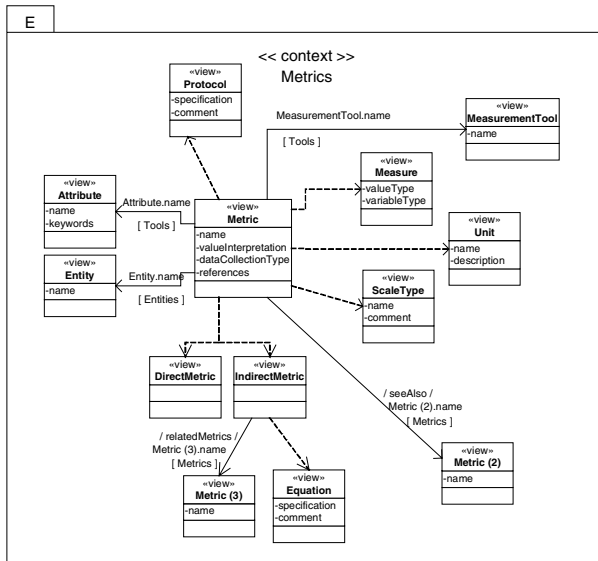 E
<< context >>
Metrics
«view»
Protocol
-specification
-comment
MeasurementTool.name
[ Tools ]
«view»
MeasurementTool
-name
«view»
Measure
-valueType
-variableType
«view»
Attribute
-name
-keywords
Attribute.name
[ Tools ]
«view»
Metric
-name
-valueInterpretation
-dataCollectionType
-references
«view»
Unit
-name
-description
«view»
Entity
-name
Entity.name
[ Entities ]
«view»
ScaleType
-name
-comment
«view»
DirectMetric
«view»
IndirectMetric
/ seeAlso /
Metric (2).name
[ Metrics ]
/ relatedMetrics /
Metric (3).name
[ Metrics ]
«view»
Metric (2)
-name
«view»
Metric (3)
-name
«view»
Equation
-specification
-comment